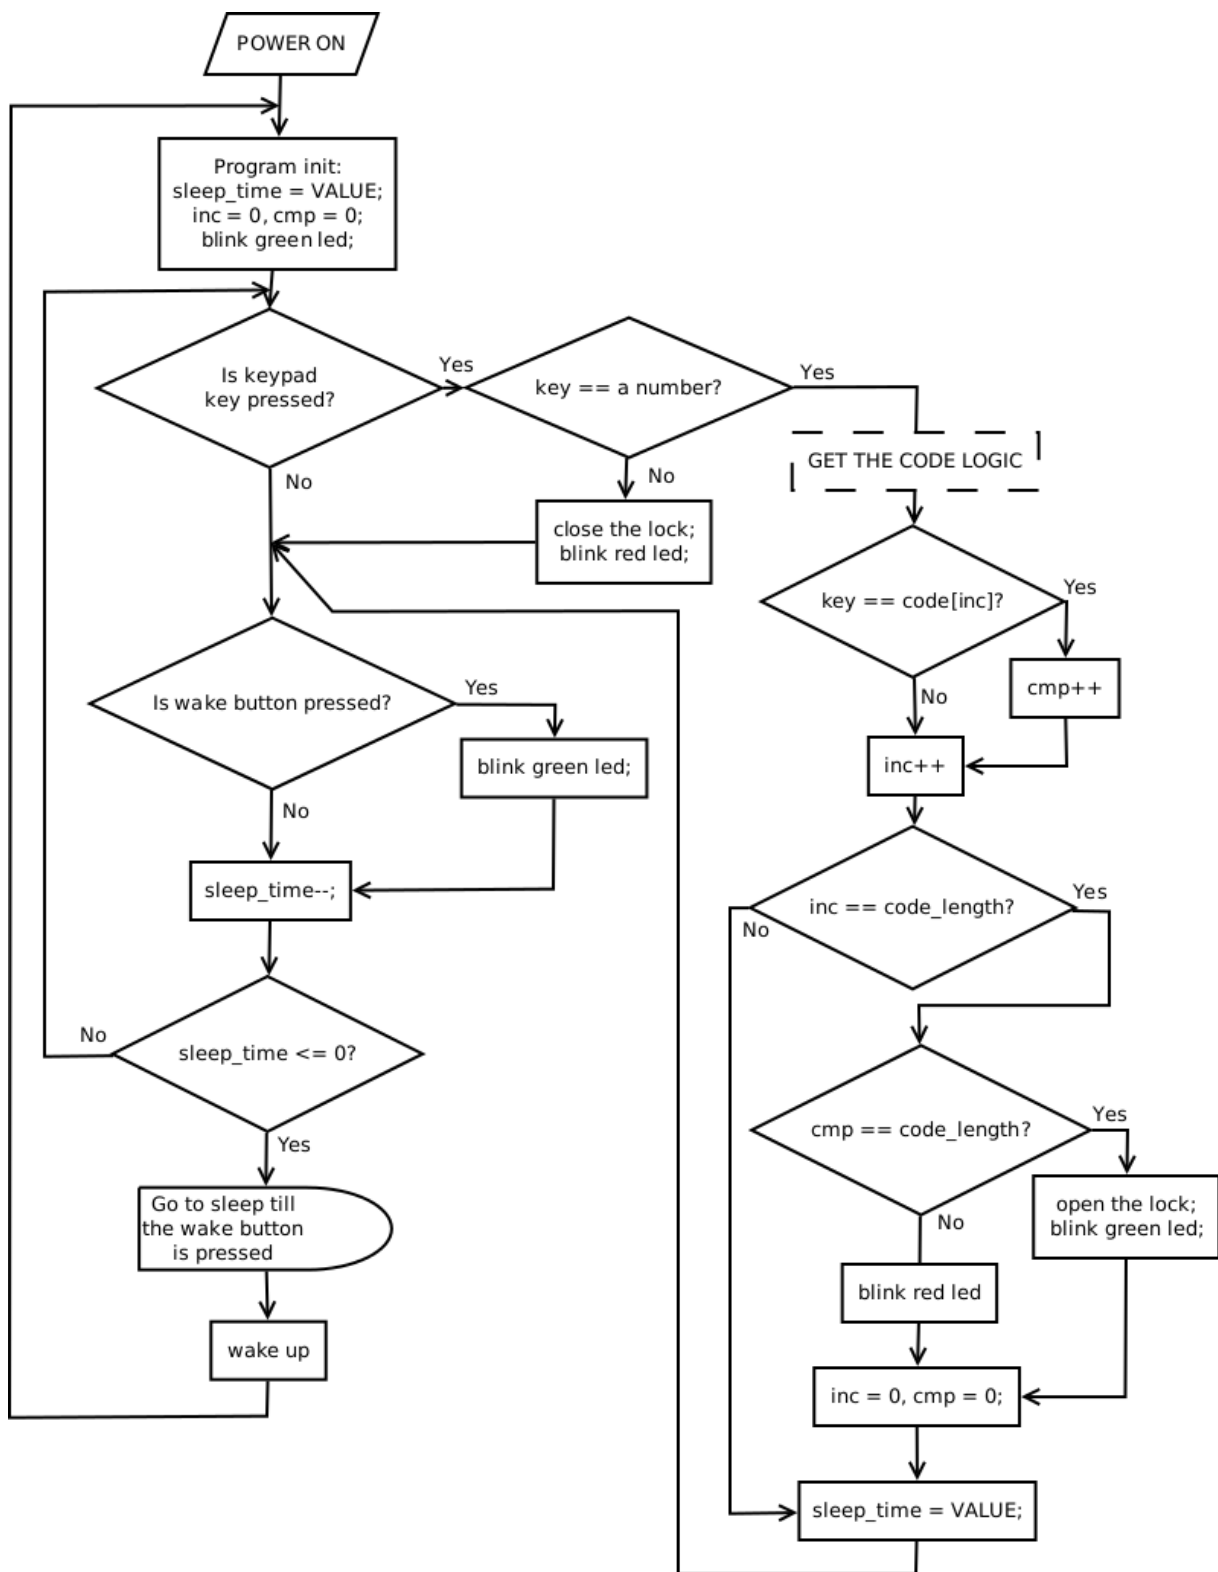 POWER ON
Program init:
sleep_time = VALUE;
inc = 0, cmp = 0;
blink green led;
Is keypad
key pressed?
Yes
No
key == a number?
Yes
No
close the lock;
blink red led;
GET THE CODE LOGIC
key == code[inc]?
Yes
No
cmp++
inc++
Is wake button pressed?
Yes
No
blink green led;
sleep_time--;
inc == code_length?
Yes
No
sleep_time <= 0?
No
Yes
cmp == code_length?
Yes
No
Go to sleep till
the wake button
is pressed
open the lock;
blink green led;
blink red led
wake up
inc = 0, cmp = 0;
sleep_time = VALUE;